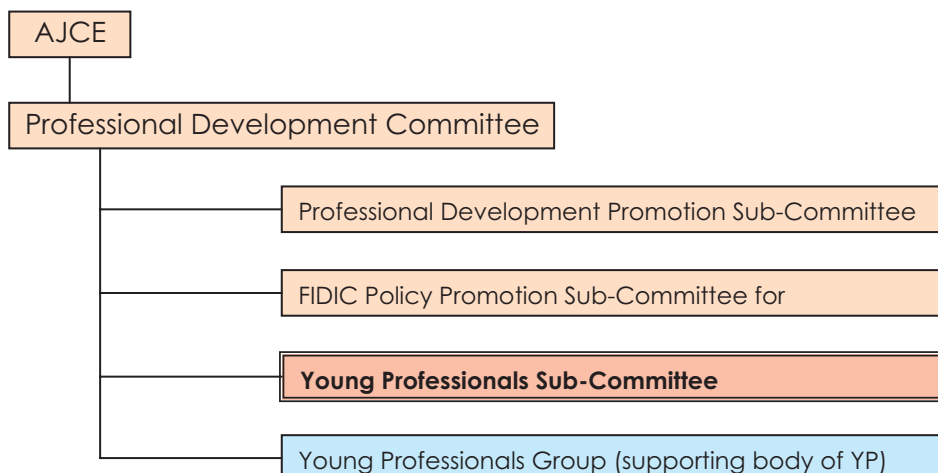 AJCE
Professional Development Committee
Professional Development Promotion Sub-Committee
FIDIC Policy Promotion Sub-Committee for
Young Professionals Sub-Committee
Young Professionals Group (supporting body of YP)